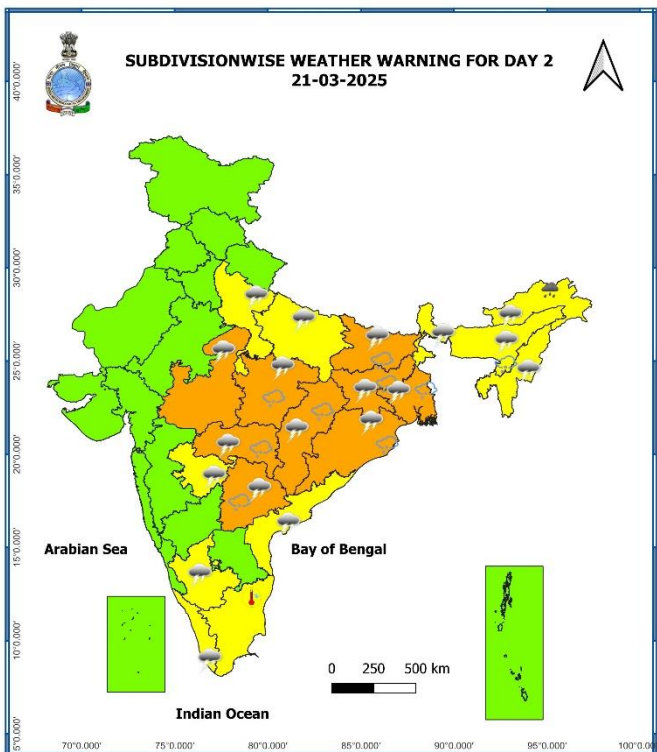 SUBDIVISIONWISE WEATHER WARNING FOR DAY 2
21-03-2025
40°0.000'
35°0.000'
30°0.000'
25°0.000'
20°0.000'
15°0.000'
10°0.000'
5°0.000'
Arabian Sea
Bay of Bengal
0 250 500 km
Indian Ocean
70°0.000' 75°0.000' 80°0.000' 85°0.000' 90°0.000' 95°0.000' 100°0.000'